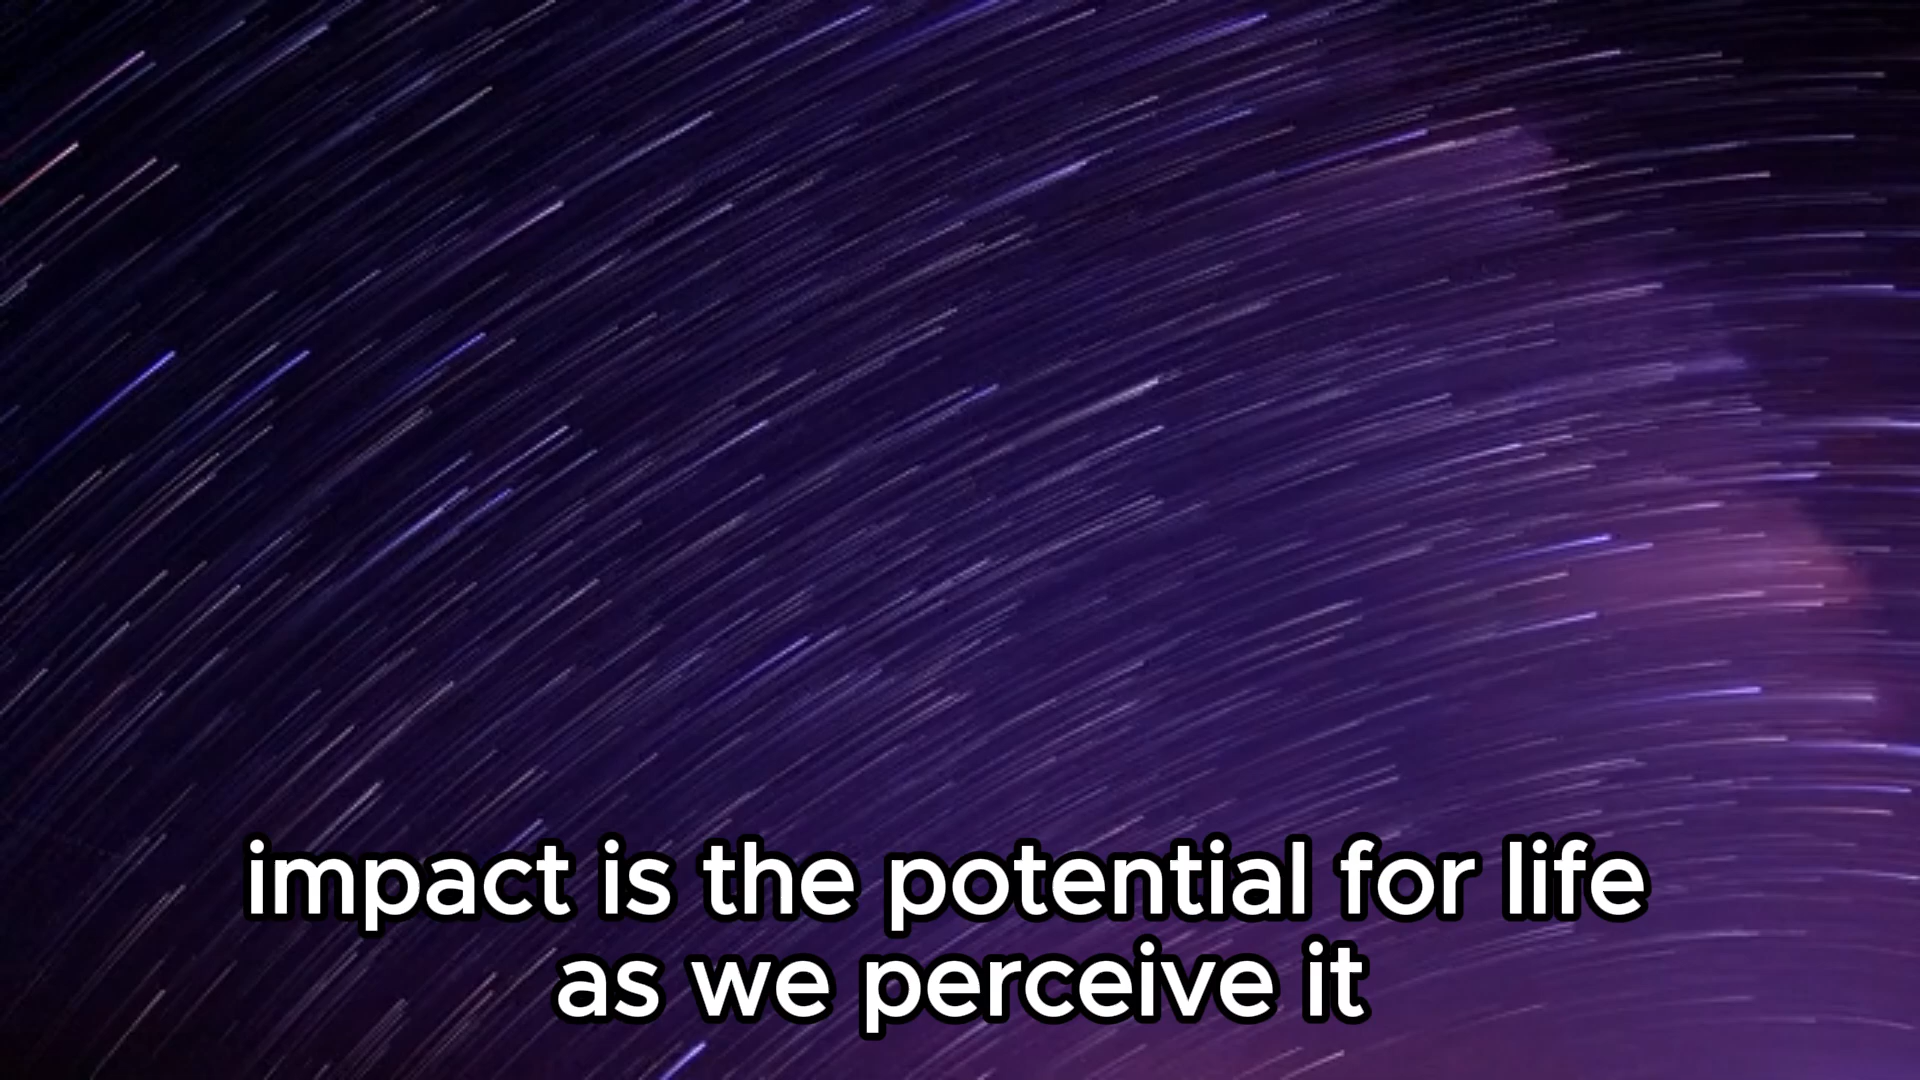 impact is the potential for life
as we perceive it